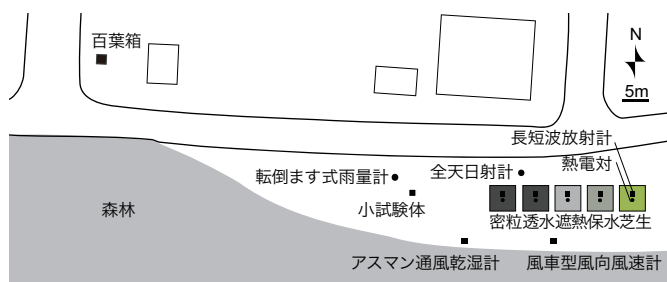 百葉箱
N
5m
長短波放射計
熱電対
転倒ます式雨量計
全天日射計
小試験体
森林
密粒透水遮熱保水芝生
アスマン通風乾湿計
風車型風向風速計